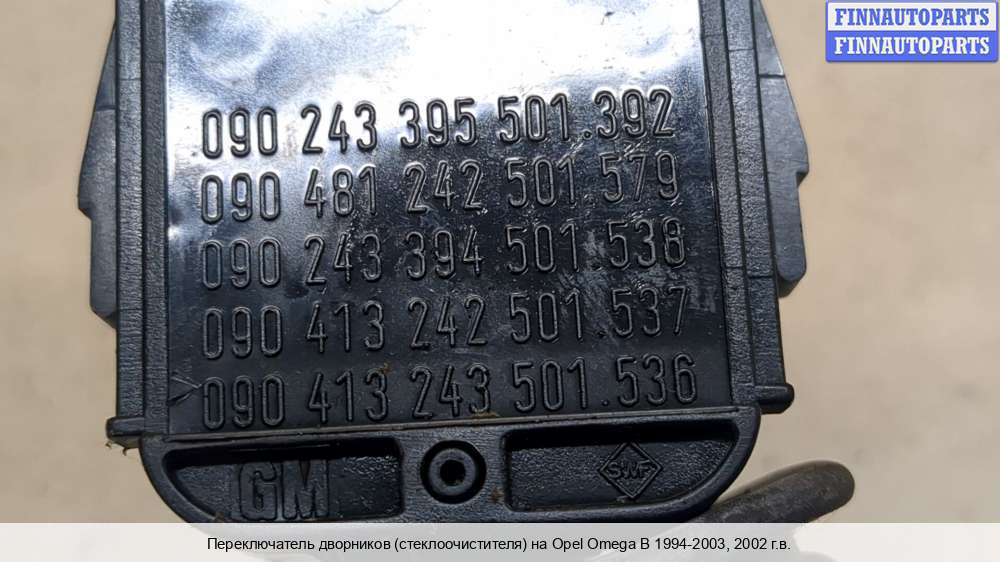 FINNAUTOPARTS
FINNAUTOPARTS
090 243 395 501.392
090 481 242 501.579
090 243 394 501.538
090 413 242 501.537
090 413 243 501.536
GM
SWF
Переключатель дворников (стеклоочистителя) на Opel Omega B 1994-2003, 2002 г.в.